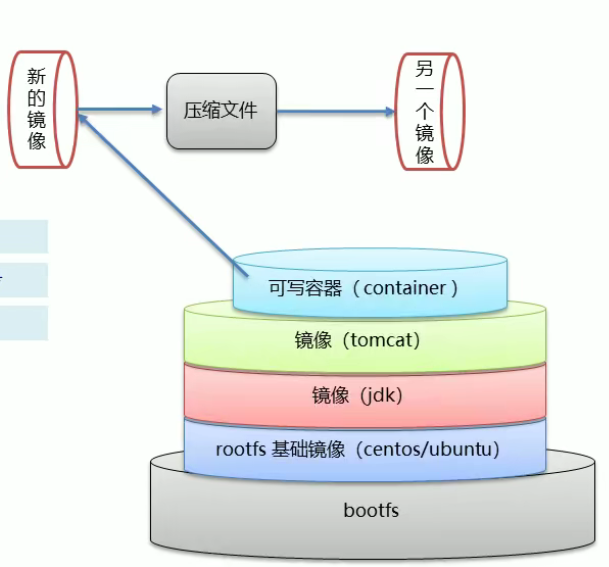 新的镜像
压缩文件
另一个镜像
可写容器（container）
镜像（tomcat）
镜像（jdk）
rootfs 基础镜像（centos/ubuntu）
bootfs